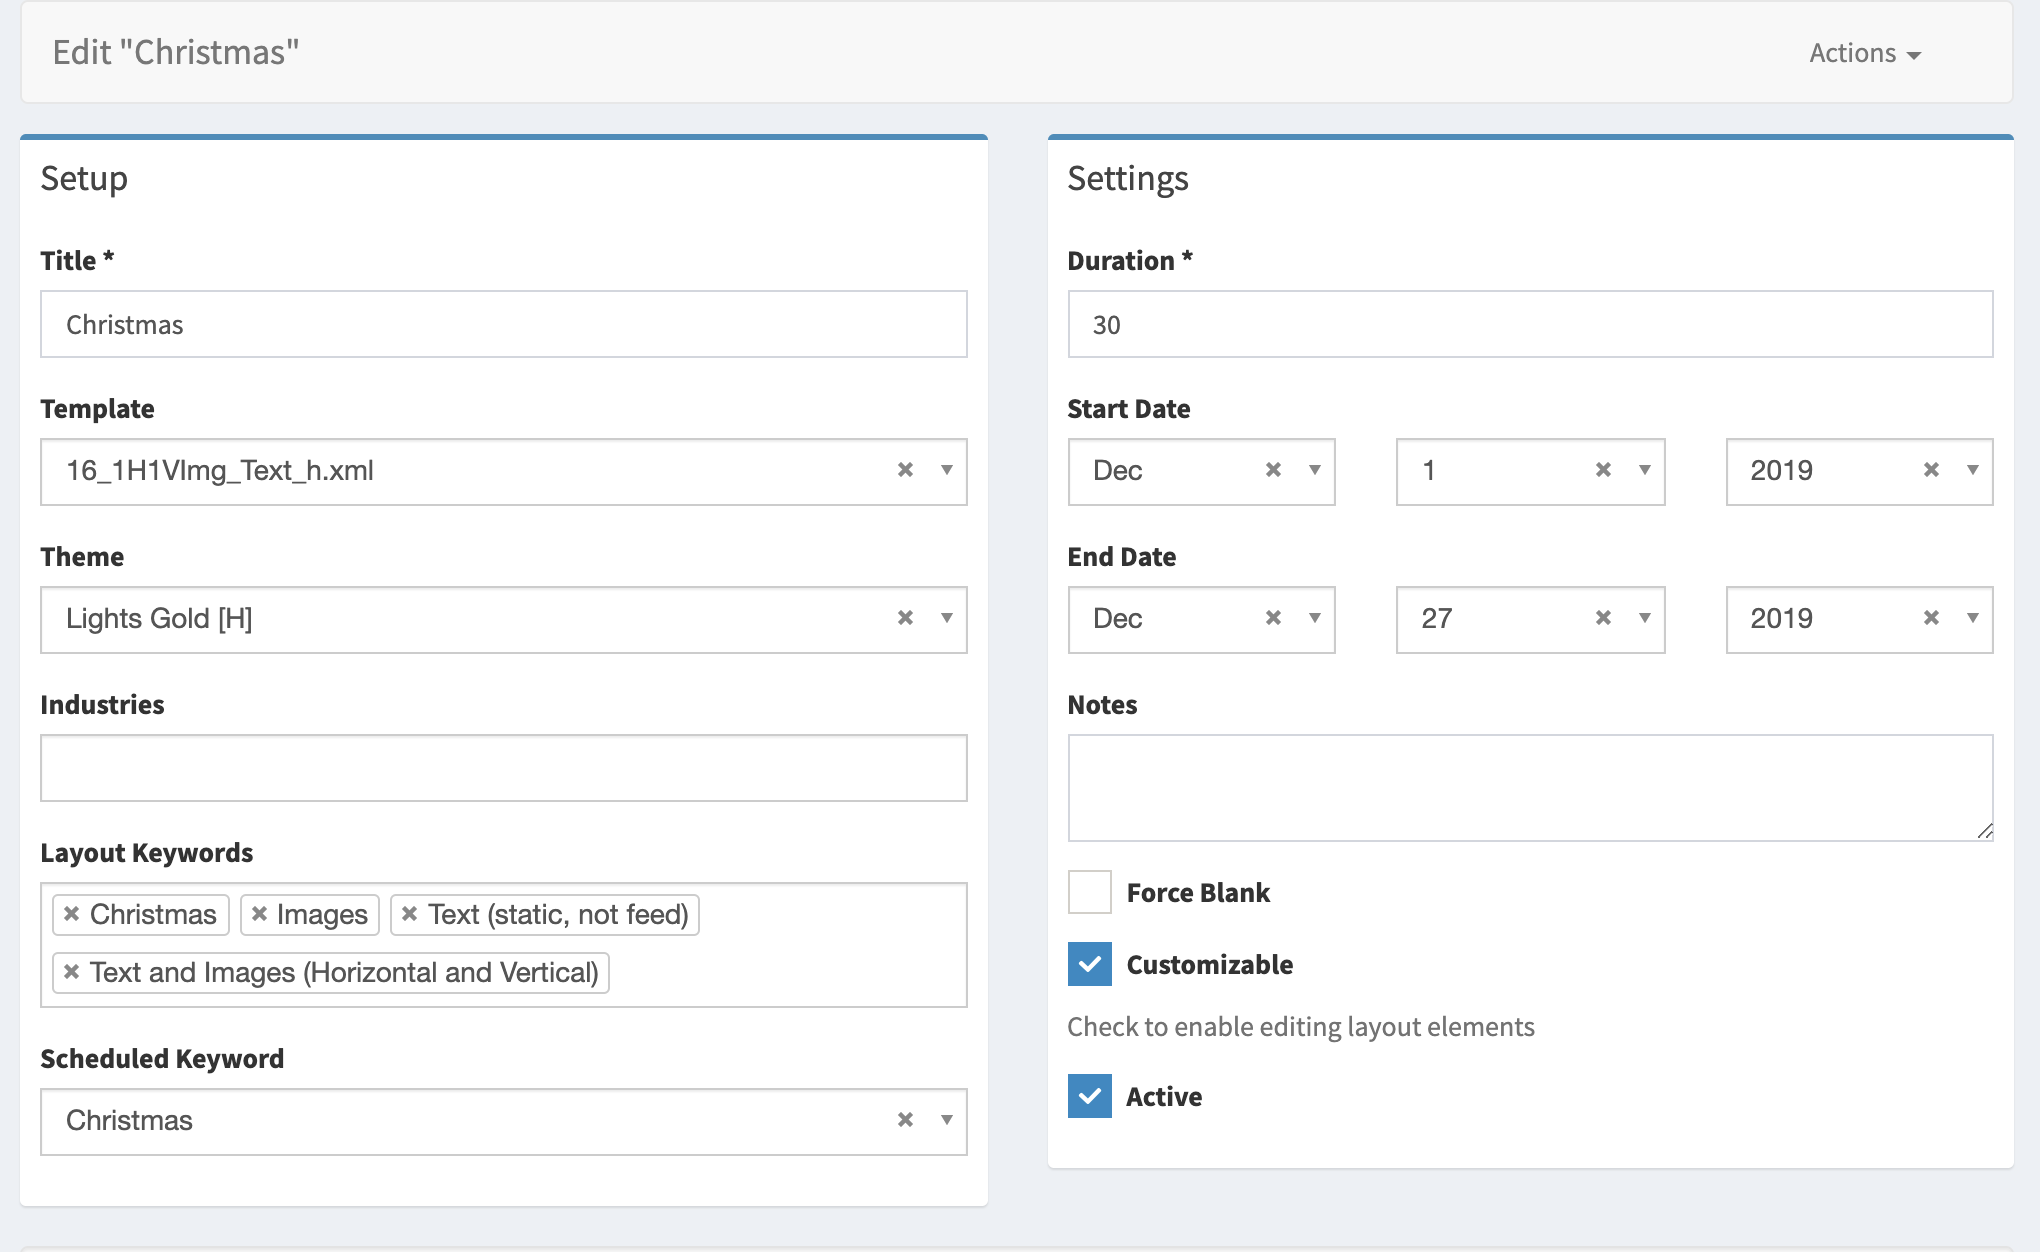 Edit "Christmas"
Actions
Setup
Title *
Christmas
Template
16_1H1VImg_Text_h.xml
Theme
Lights Gold [H]
Industries
Layout Keywords
Christmas
Images
Text (static, not feed)
Text and Images (Horizontal and Vertical)
Scheduled Keyword
Christmas
Settings
Duration *
30
Start Date
Dec
1
2019
End Date
Dec
27
2019
Notes
Force Blank
Customizable
Check to enable editing layout elements
Active